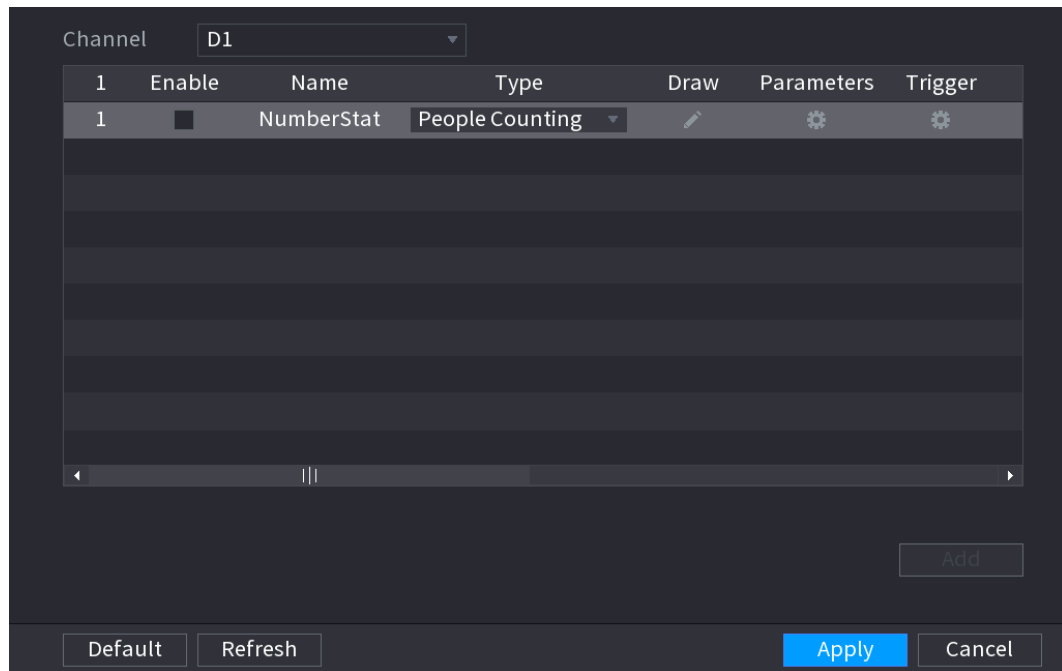 Channel D1
1 Enable Name Type Draw Parameters Trigger
1 NumberStat People Counting
Add
Default Refresh Apply Cancel